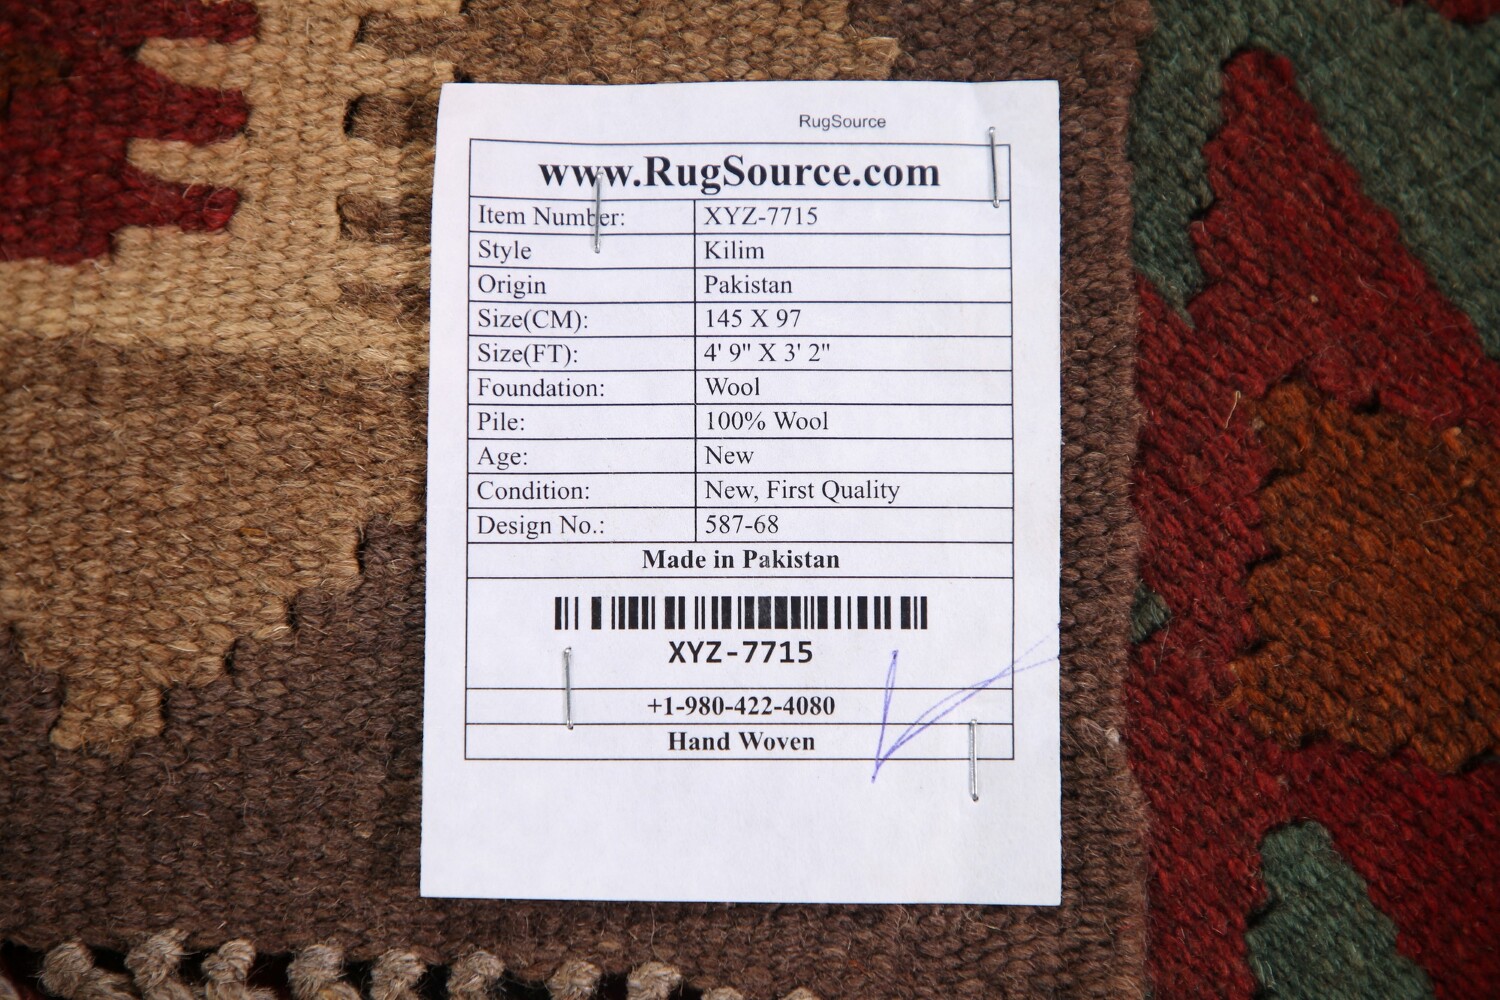 RugSource
www.RugSource.com
Item Number: XYZ-7715
Style Kilim
Origin Pakistan
Size(CM): 145 X 97
Size(FT): 4' 9" X 3' 2"
Foundation: Wool
Pile: 100% Wool
Age: New
Condition: New, First Quality
Design No.: 587-68
Made in Pakistan
XYZ-7715
+1-980-422-4080
Hand Woven